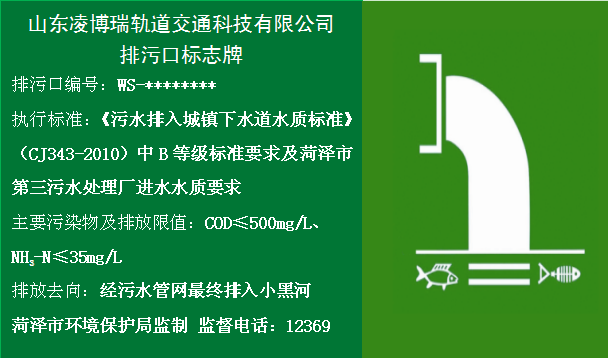 山东凌博瑞轨道交通科技有限公司
排污口标志牌
排污口编号：WS-********
执行标准：《污水排入城镇下水道水质标准》
（CJ343-2010）中 B 等级标准要求及菏泽市
第三污水处理厂进水水质要求
主要污染物及排放限值：COD≤500mg/L、
NH₃-N≤35mg/L
排放去向：经污水管网最终排入小黑河
菏泽市环境保护局监制 监督电话：12369